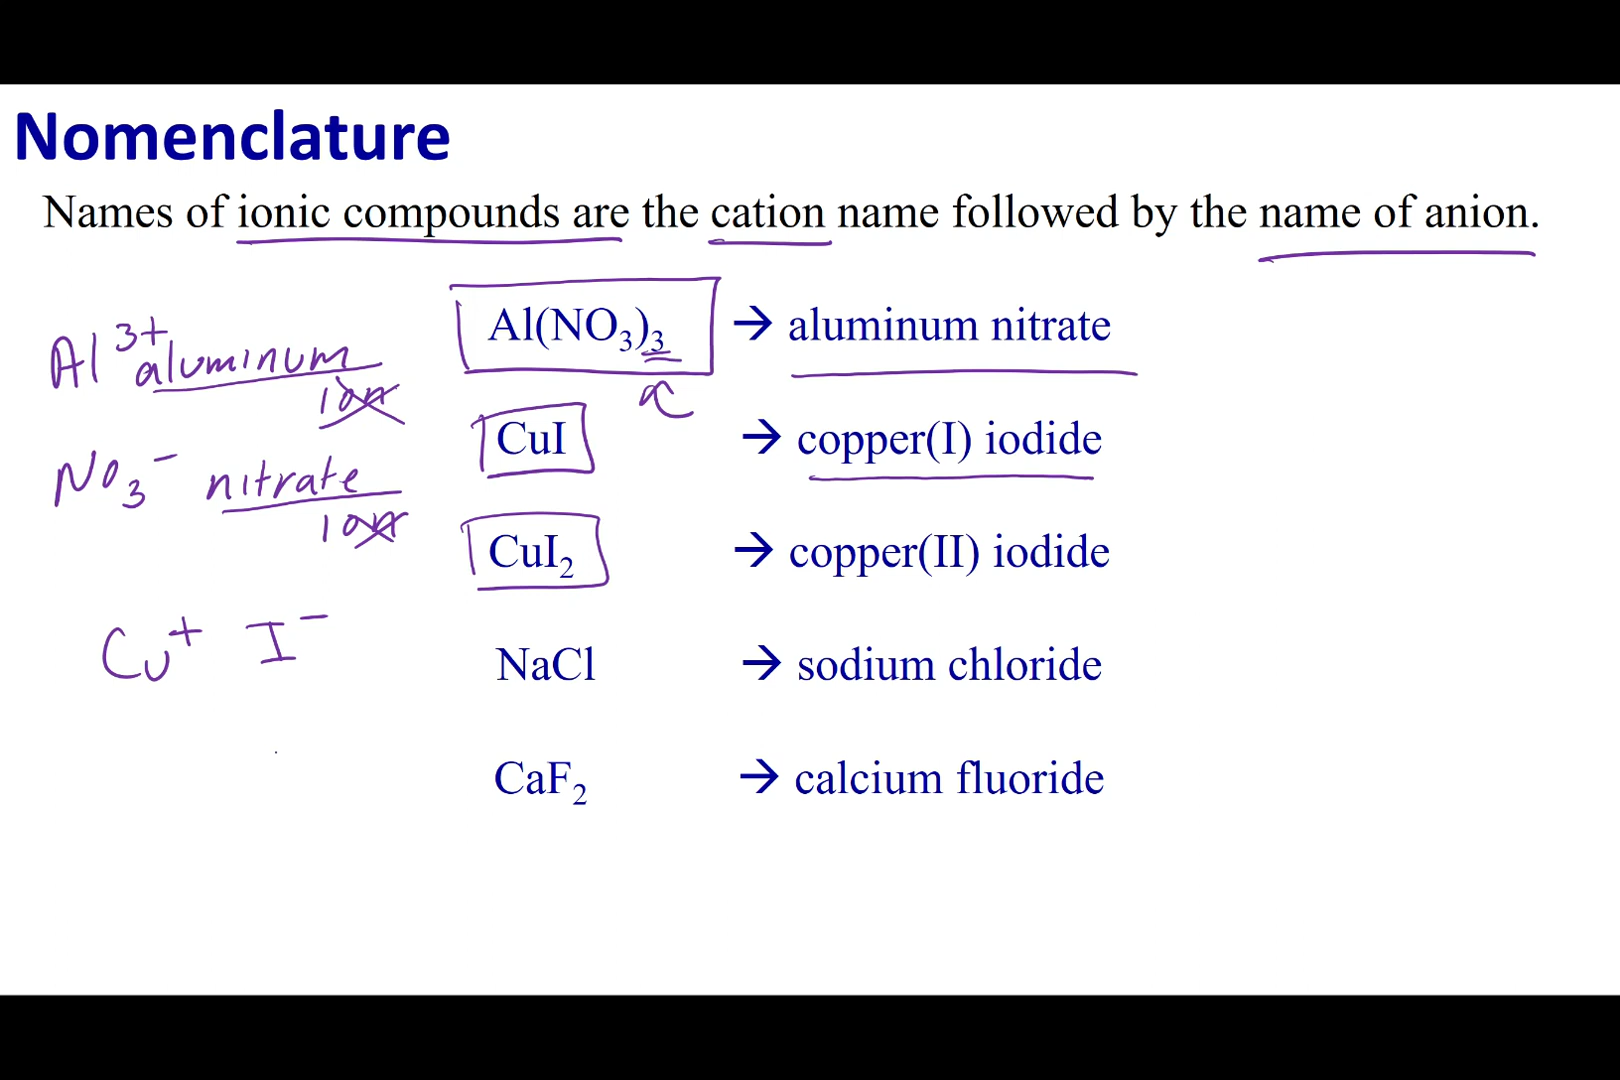 Nomenclature
Names of ionic compounds are the cation name followed by the name of anion.
Al³⁺ aluminum
ion
Al(NO₃)₃ → aluminum nitrate
NO₃⁻ nitrate
ion
CuI → copper(I) iodide
CuI₂ → copper(II) iodide
Cu⁺ I⁻
NaCl → sodium chloride
CaF₂ → calcium fluoride